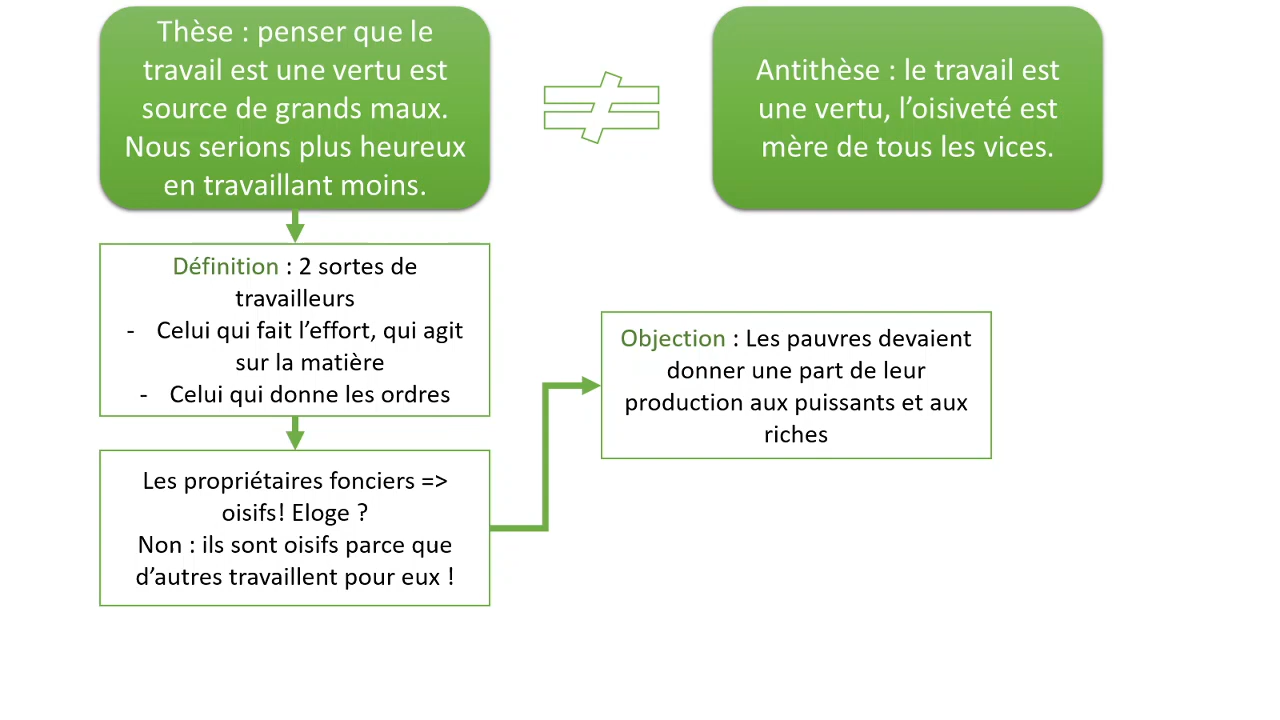 Thèse : penser que le
travail est une vertu est
source de grands maux.
Nous serions plus heureux
en travaillant moins.
Antithèse : le travail est
une vertu, l’oisiveté est
mère de tous les vices.
Définition : 2 sortes de
travailleurs
- Celui qui fait l’effort, qui agit
sur la matière
- Celui qui donne les ordres
Objection : Les pauvres devaient
donner une part de leur
production aux puissants et aux
riches
Les propriétaires fonciers =>
oisifs! Eloge ?
Non : ils sont oisifs parce que
d’autres travaillent pour eux !